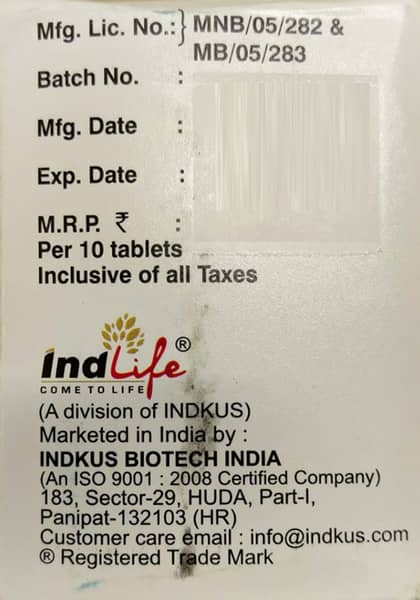 Mfg. Lic. No.:} MNB/05/282 &
MB/05/283
Batch No. :
Mfg. Date :
Exp. Date :
M.R.P. ₹ :
Per 10 tablets
Inclusive of all Taxes
IndLife®
COME TO LIFE
(A division of INDKUS)
Marketed in India by :
INDKUS BIOTECH INDIA
(An ISO 9001 : 2008 Certified Company)
183, Sector-29, HUDA, Part-I,
Panipat-132103 (HR)
Customer care email : info@indkus.com
® Registered Trade Mark